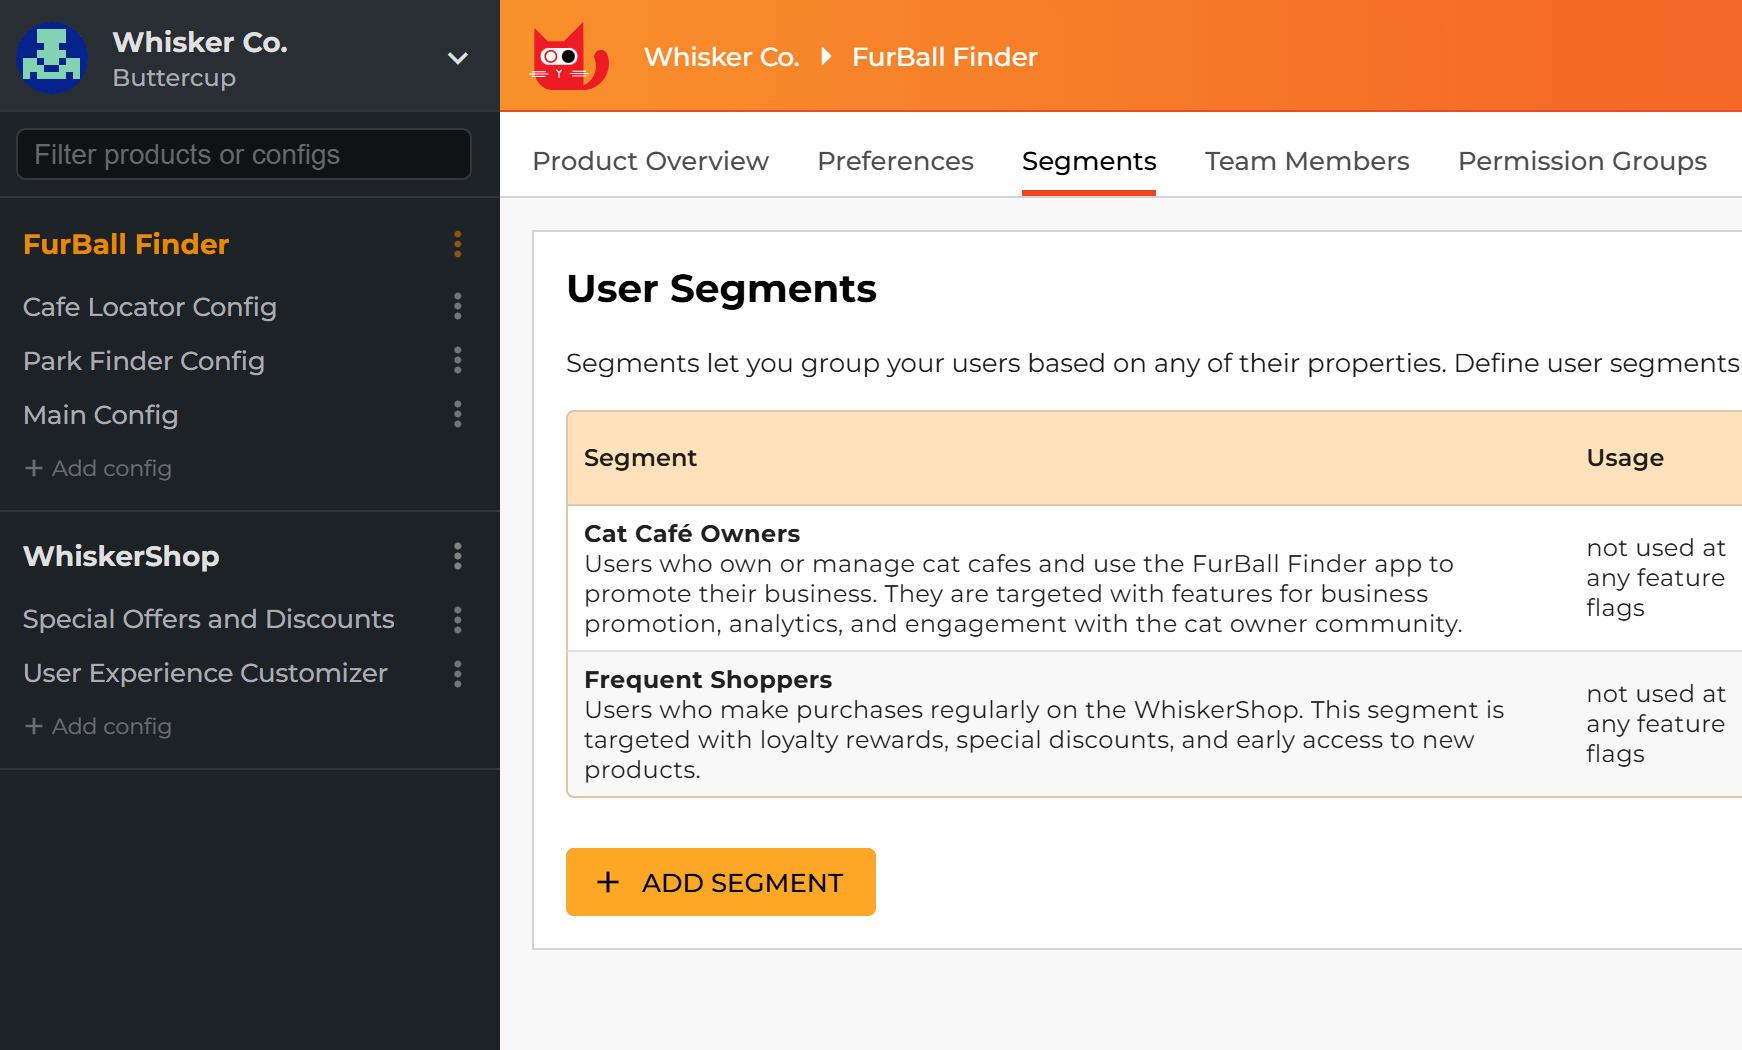 Whisker Co.
Buttercup
Filter products or configs
FurBall Finder
Cafe Locator Config
Park Finder Config
Main Config
+ Add config
WhiskerShop
Special Offers and Discounts
User Experience Customizer
+ Add config
Whisker Co. FurBall Finder
Product Overview Preferences Segments Team Members Permission Groups
User Segments
Segments let you group your users based on any of their properties. Define user segments
Segment Usage
Cat Café Owners
Users who own or manage cat cafes and use the FurBall Finder app to
promote their business. They are targeted with features for business
promotion, analytics, and engagement with the cat owner community.
not used at
any feature
flags
Frequent Shoppers
Users who make purchases regularly on the WhiskerShop. This segment is
targeted with loyalty rewards, special discounts, and early access to new
products.
not used at
any feature
flags
+ ADD SEGMENT